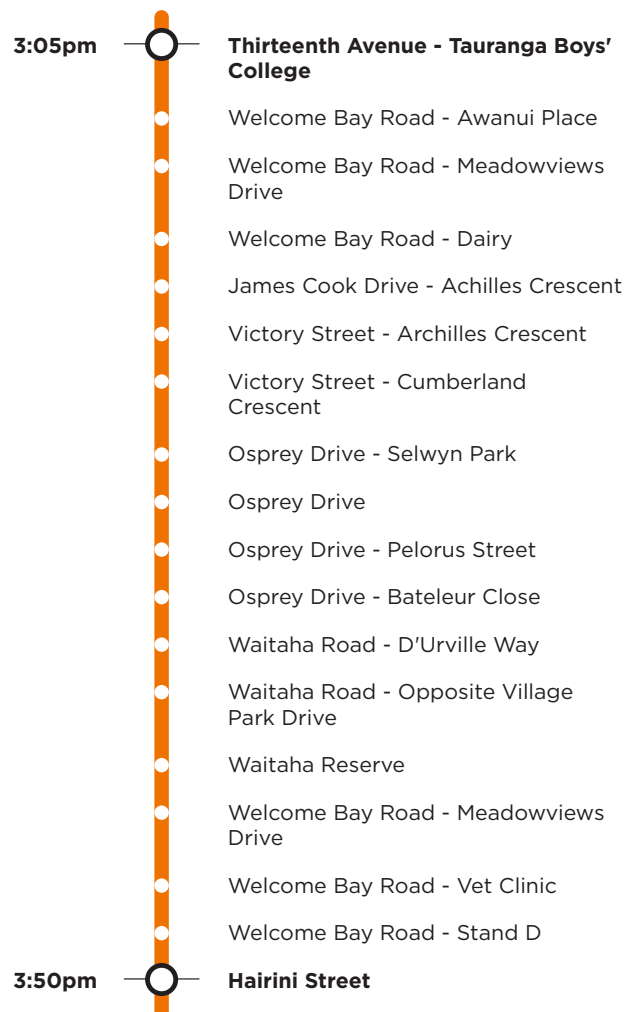 3:05pm Thirteenth Avenue - Tauranga Boys'
College
Welcome Bay Road - Awanui Place
Welcome Bay Road - Meadowviews
Drive
Welcome Bay Road - Dairy
James Cook Drive - Achilles Crescent
Victory Street - Archilles Crescent
Victory Street - Cumberland
Crescent
Osprey Drive - Selwyn Park
Osprey Drive
Osprey Drive - Pelorus Street
Osprey Drive - Bateleur Close
Waitaha Road - D'Urville Way
Waitaha Road - Opposite Village
Park Drive
Waitaha Reserve
Welcome Bay Road - Meadowviews
Drive
Welcome Bay Road - Vet Clinic
Welcome Bay Road - Stand D
3:50pm Hairini Street